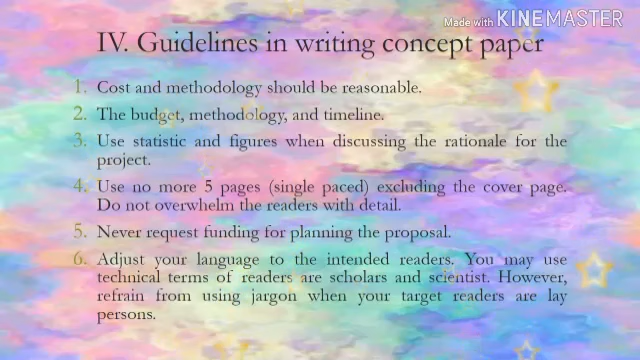 Made with KINEMASTER
IV. Guidelines in writing concept paper
1. Cost and methodology should be reasonable.
2. The budget, methodology, and timeline.
3. Use statistic and figures when discussing the rationale for the
project.
4. Use no more 5 pages (single paced) excluding the cover page.
Do not overwhelm the readers with detail.
5. Never request funding for planning the proposal.
6. Adjust your language to the intended readers. You may use
technical terms of readers are scholars and scientist. However,
refrain from using jargon when your target readers are lay
persons.